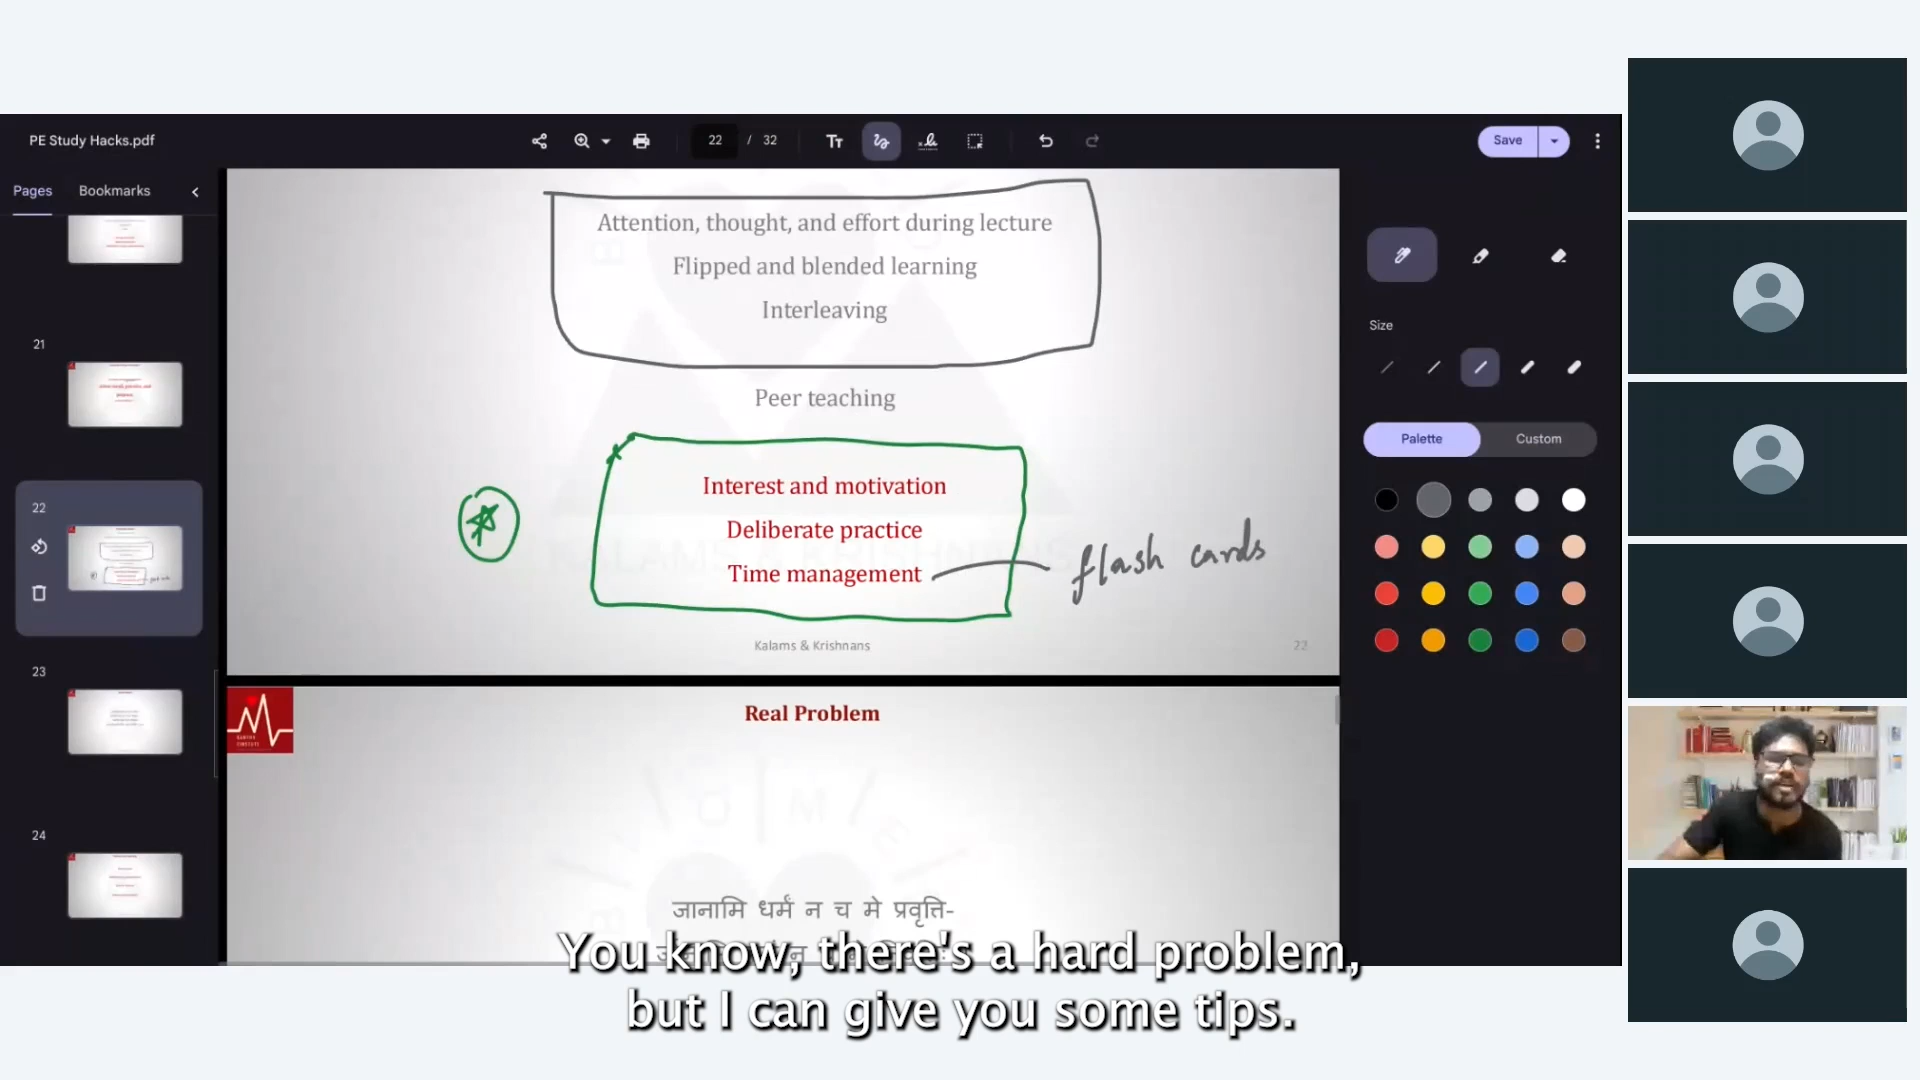 PE Study Hacks.pdf
22 / 32
Save
Pages
Bookmarks
21
22
23
24
Attention, thought, and effort during lecture
Flipped and blended learning
Interleaving
Peer teaching
Interest and motivation
Deliberate practice
Time management
flash cards
Kalams & Krishnans
22
Real Problem
जानामि धर्मं न च मे प्रवृत्ति-
You know, there's a hard problem,
but I can give you some tips.
Size
Palette
Custom